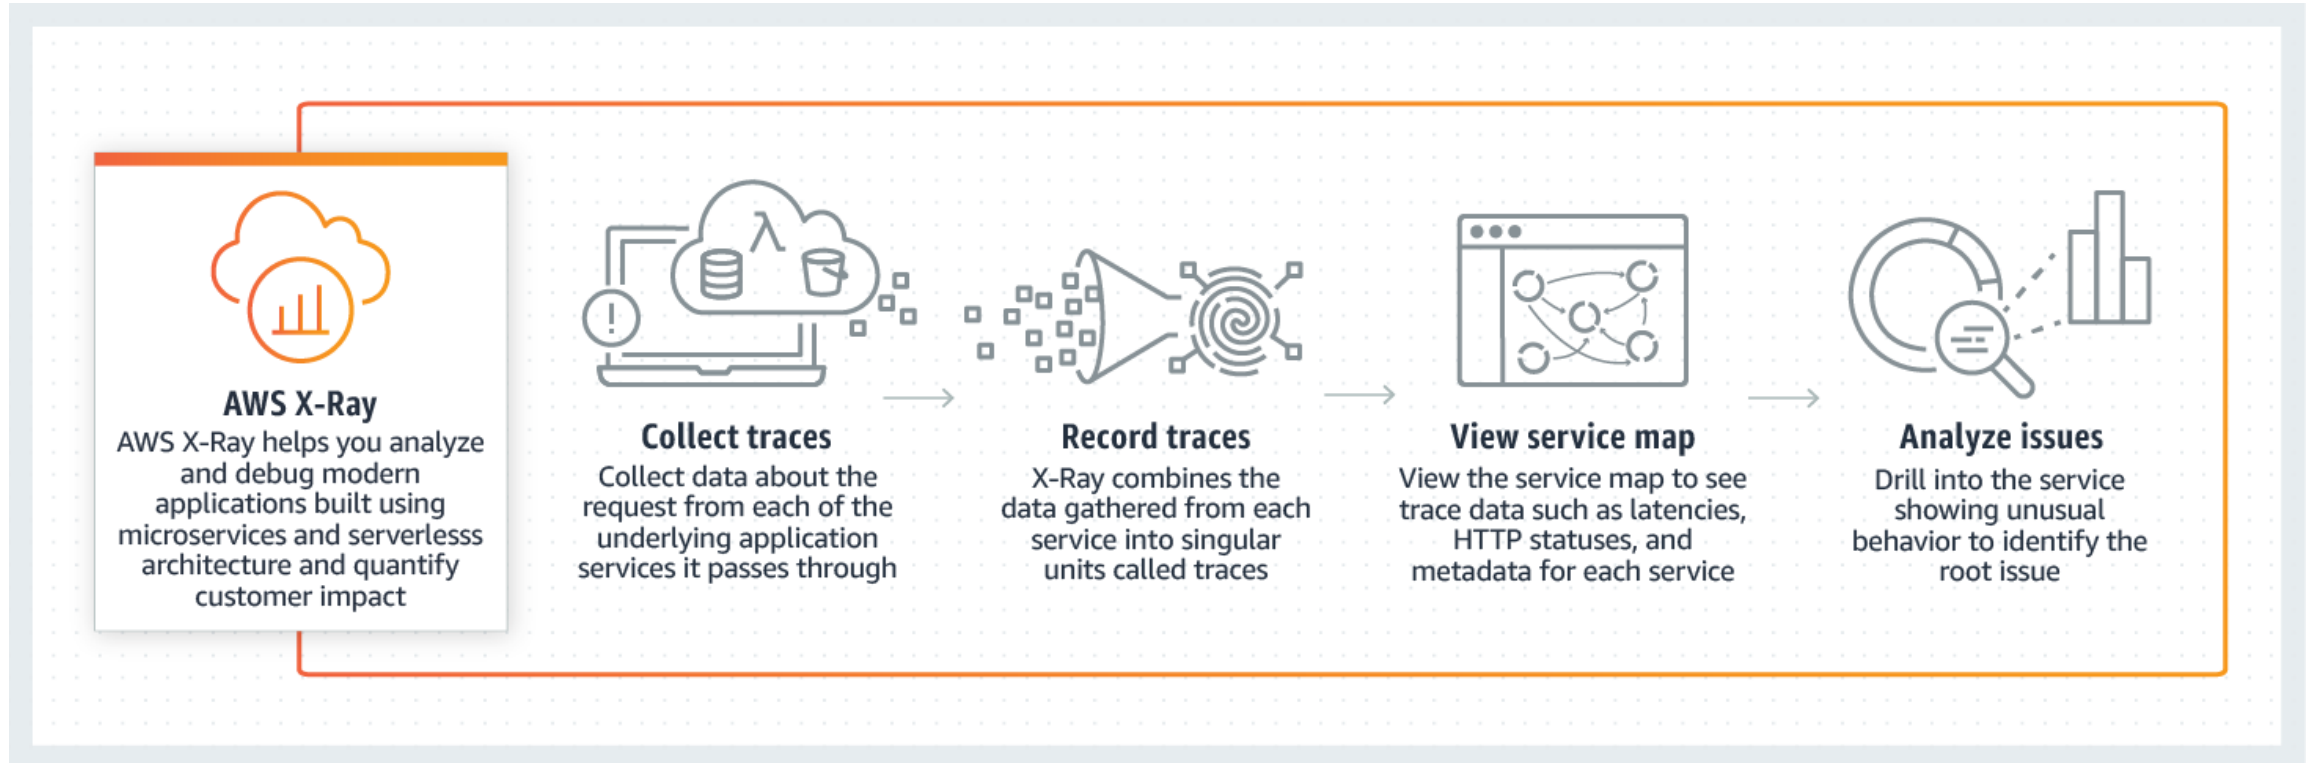 AWS X-Ray
AWS X-Ray helps you analyze
and debug modern
applications built using
microservices and serverlesss
architecture and quantify
customer impact
Collect traces
Collect data about the
request from each of the
underlying application
services it passes through
Record traces
X-Ray combines the
data gathered from each
service into singular
units called traces
View service map
View the service map to see
trace data such as latencies,
HTTP statuses, and
metadata for each service
Analyze issues
Drill into the service
showing unusual
behavior to identify the
root issue